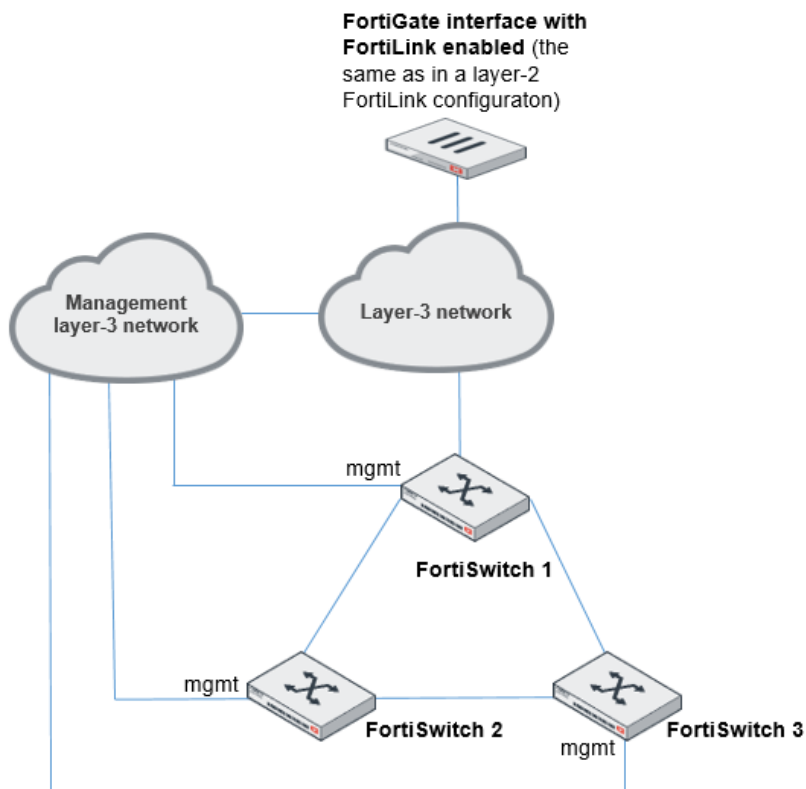 FortiGate interface with
FortiLink enabled (the
same as in a layer-2
FortiLink configuraton)
Management
layer-3 network
Layer-3 network
mgmt
FortiSwitch 1
mgmt
FortiSwitch 2
FortiSwitch 3
mgmt